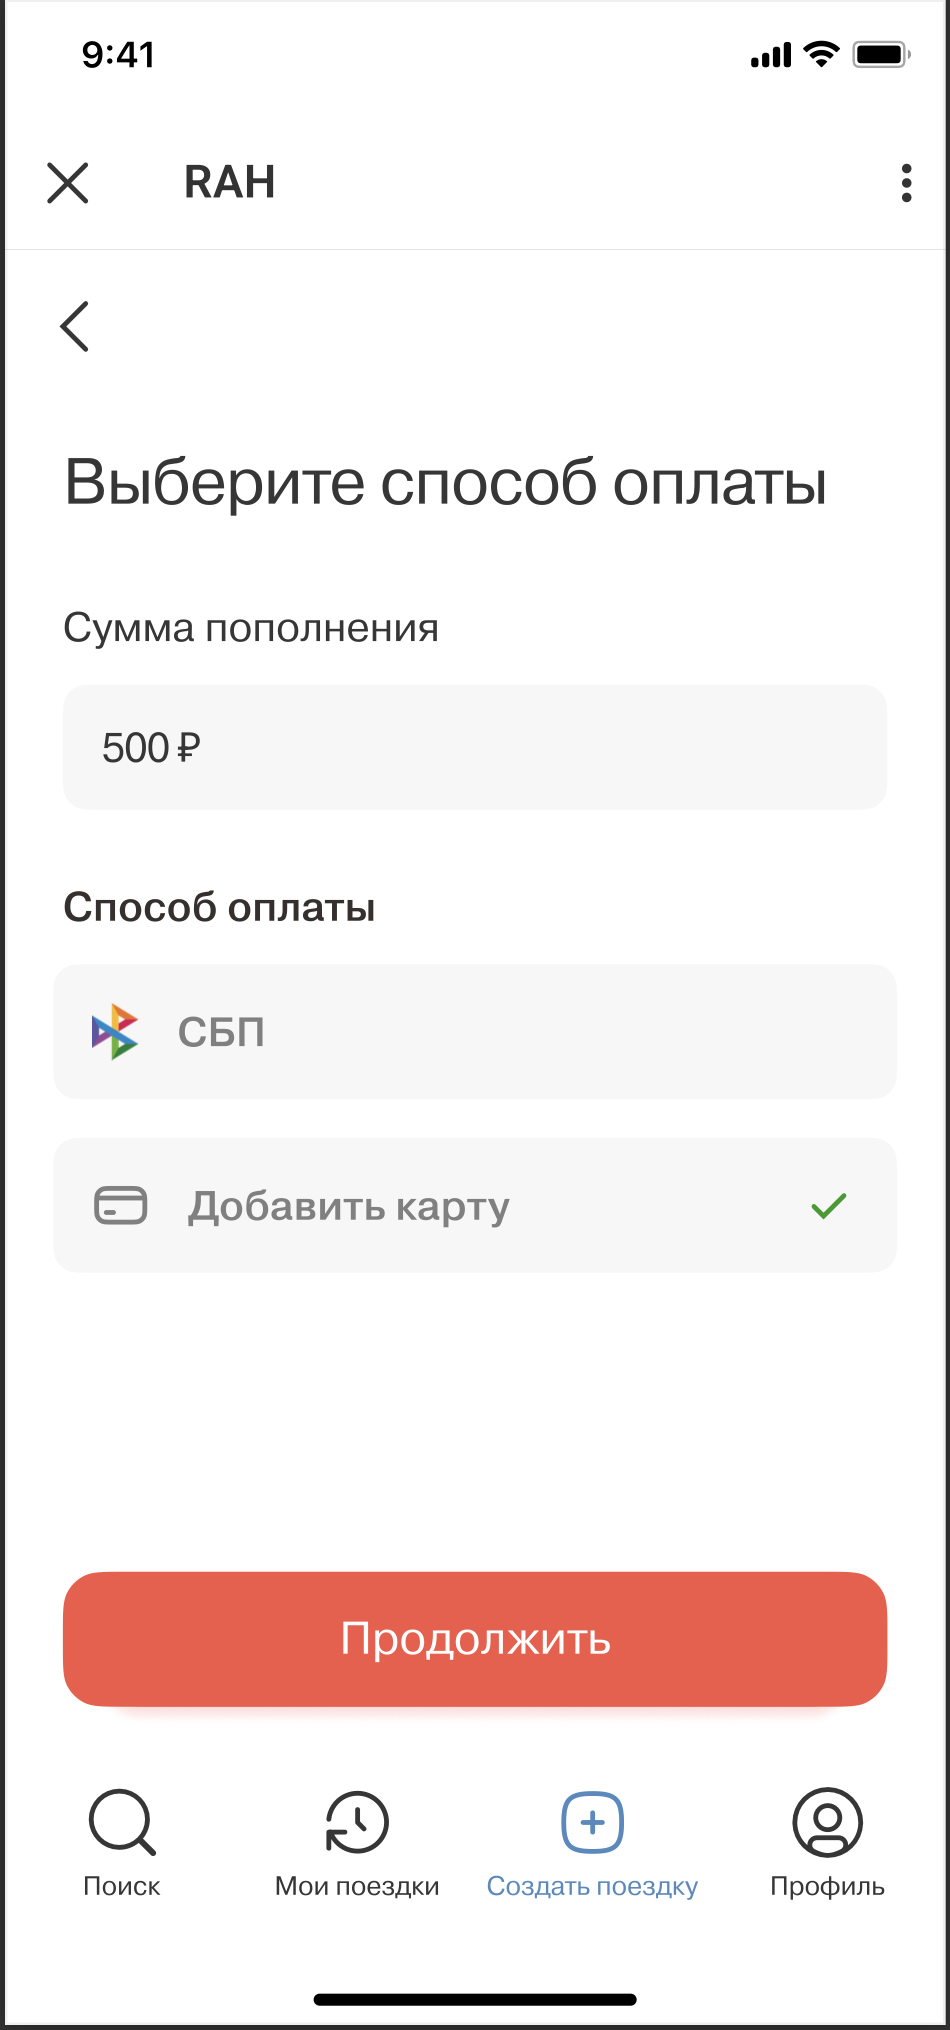 9:41
RAH
Выберите способ оплаты
Сумма пополнения
500 ₽
Способ оплаты
СБП
Добавить карту
Продолжить
Поиск
Мои поездки
Создать поездку
Профиль